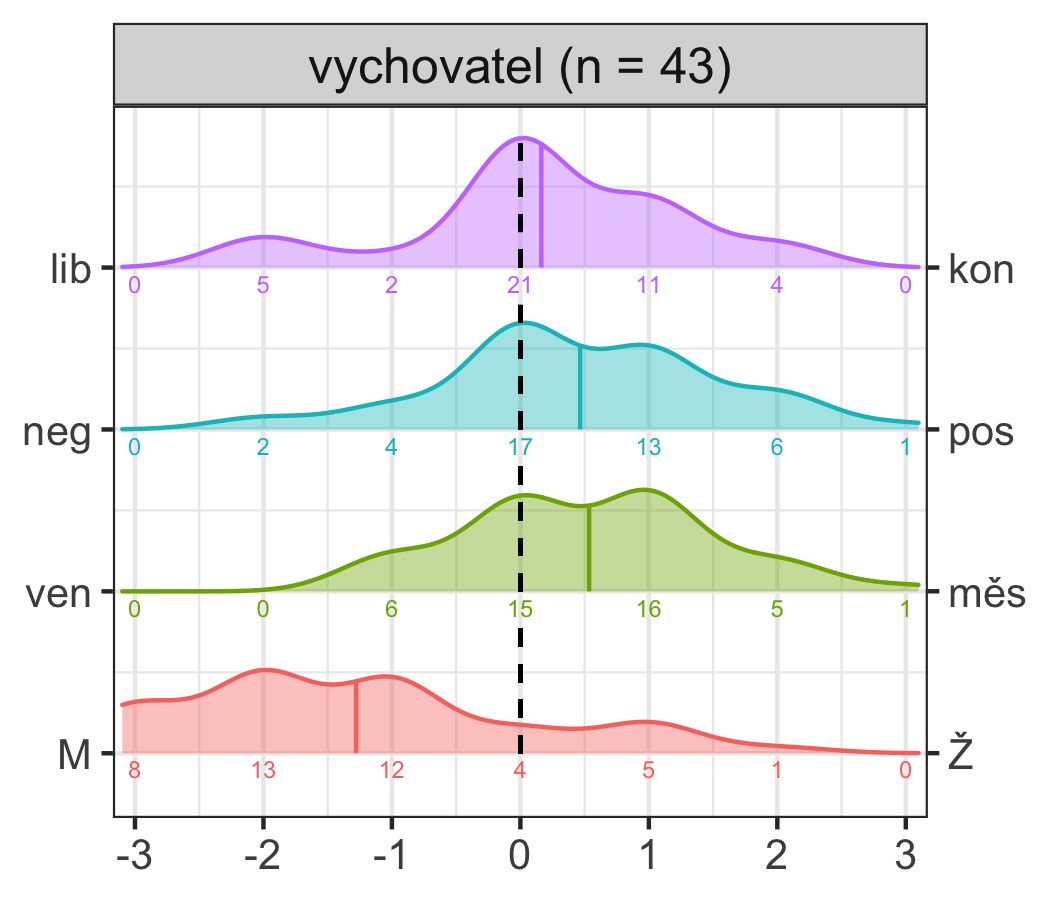 vychovatel (n = 43)
lib kon
0 5 2 21 11 4 0
neg pos
0 2 4 17 13 6 1
ven měs
0 0 6 15 16 5 1
M Ž
8 13 12 4 5 1 0
-3 -2 -1 0 1 2 3